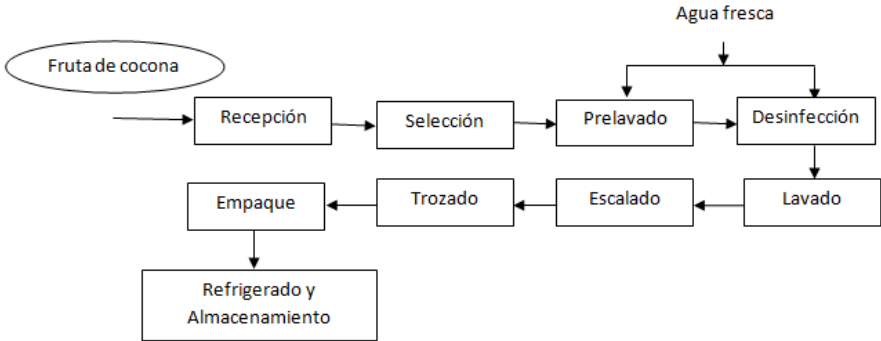 Agua fresca
Fruta de cocona
Recepción
Selección
Prelavado
Desinfección
Lavado
Escalado
Trozado
Empaque
Refrigerado y
Almacenamiento